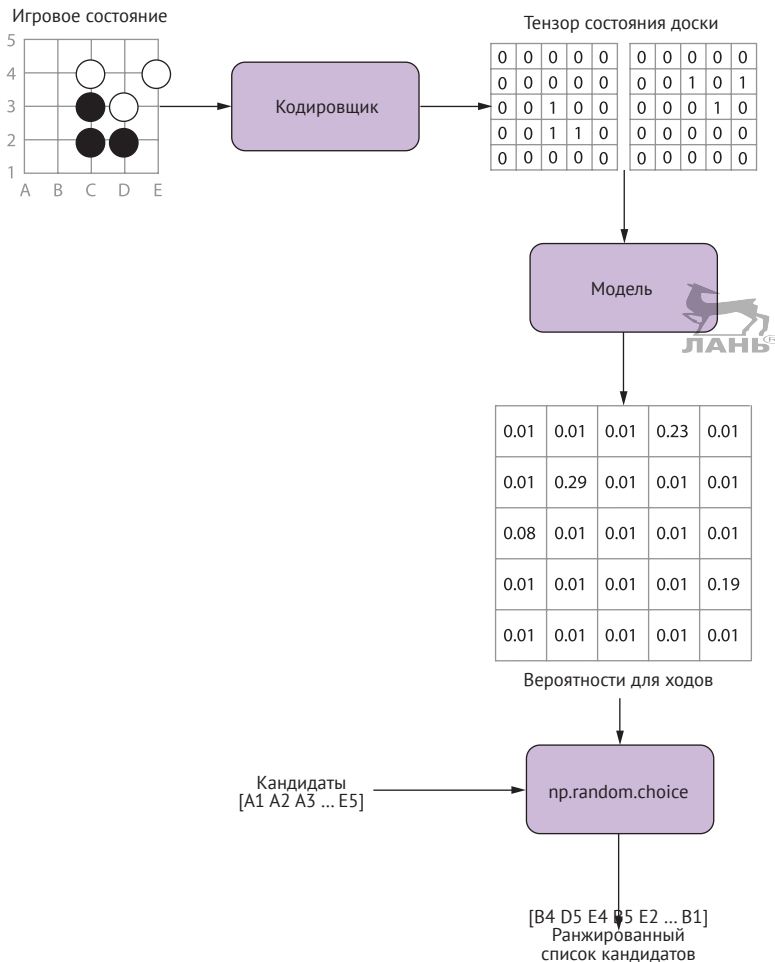 Игровое состояние
5
4
3
2
1
A B C D E
Кодировщик
Тензор состояния доски
0 0 0 0 0
0 0 0 0 0
0 0 1 0 0
0 0 1 1 0
0 0 0 0 0
0 0 0 0 0
0 0 1 0 1
0 0 0 1 0
0 0 0 0 0
0 0 0 0 0
Модель
ЛАНЬ®
0.01 0.01 0.01 0.23 0.01
0.01 0.29 0.01 0.01 0.01
0.08 0.01 0.01 0.01 0.01
0.01 0.01 0.01 0.01 0.19
0.01 0.01 0.01 0.01 0.01
Вероятности для ходов
Кандидаты
[A1 A2 A3 ... E5]
np.random.choice
[B4 D5 E4 B5 E2 ... B1]
Ранжированный
список кандидатов